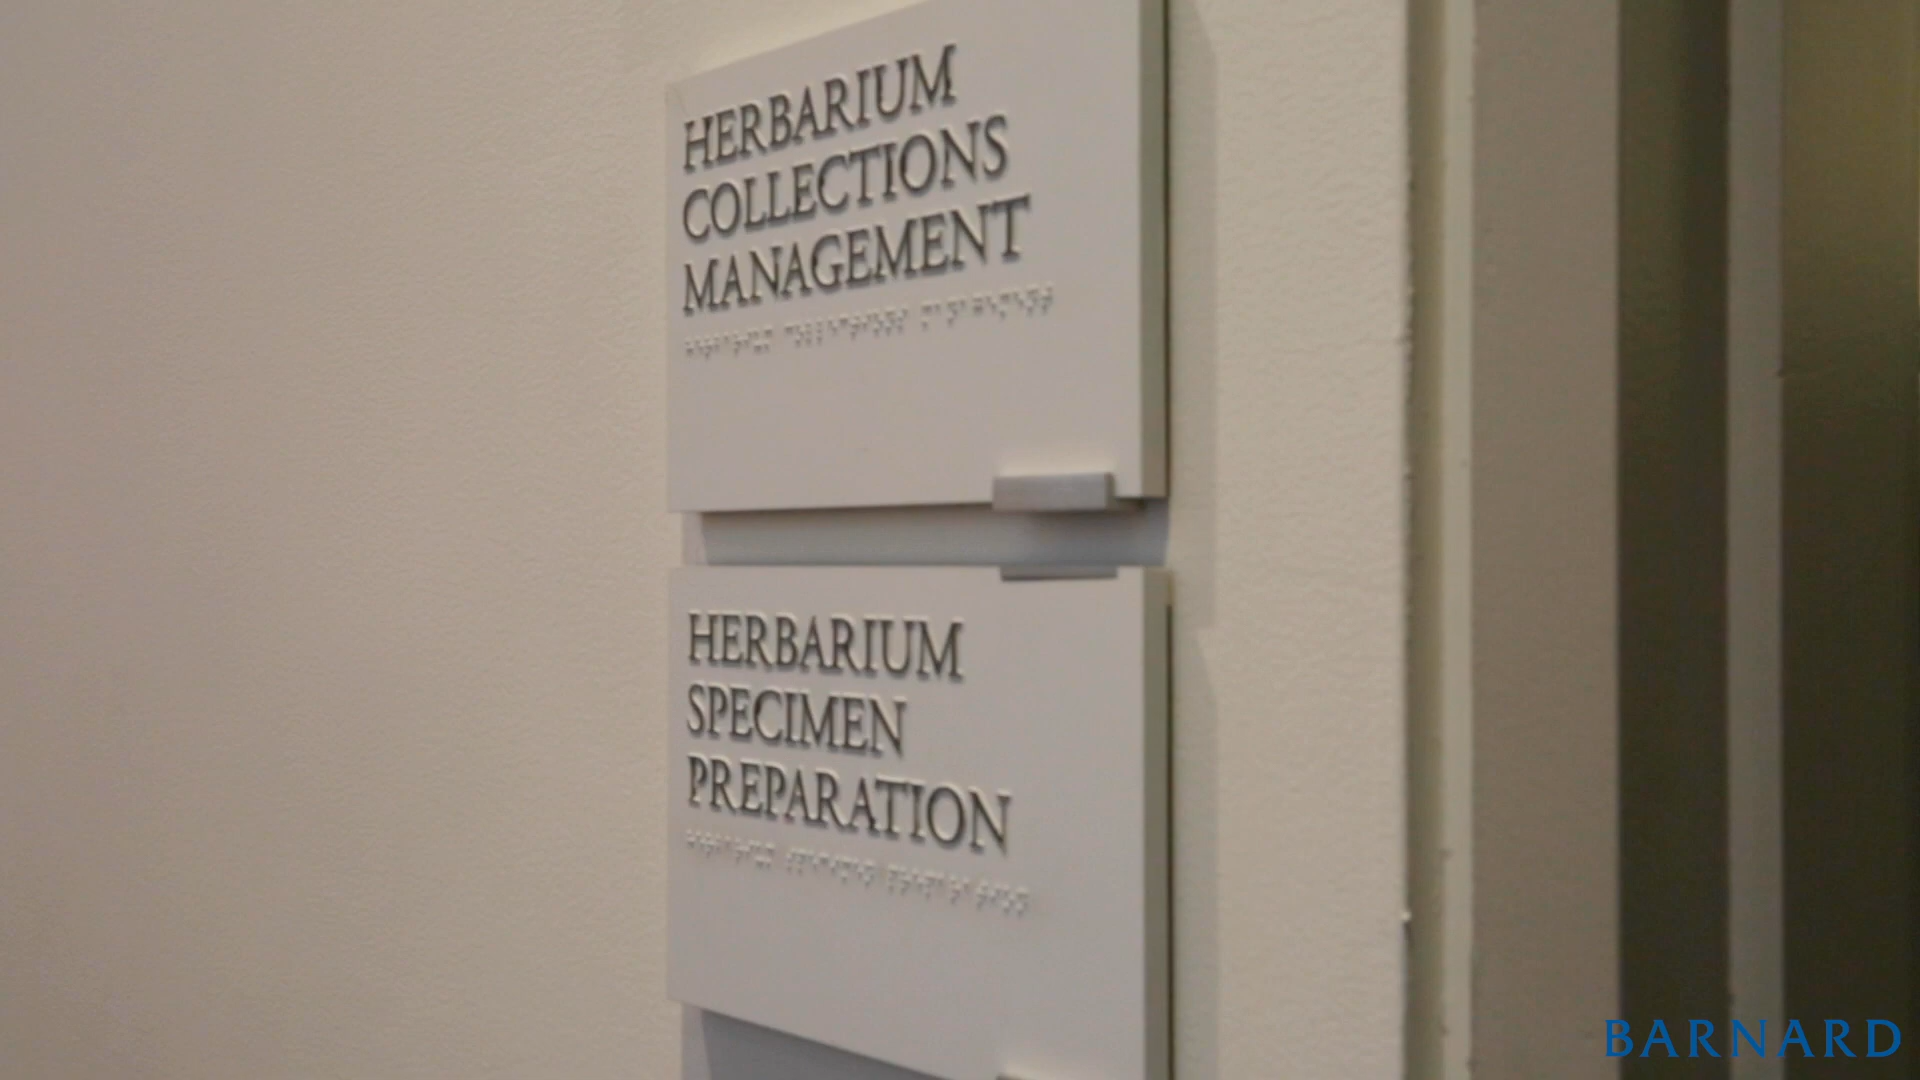 HERBARIUM
COLLECTIONS
MANAGEMENT
HERBARIUM
SPECIMEN
PREPARATION
BARNARD